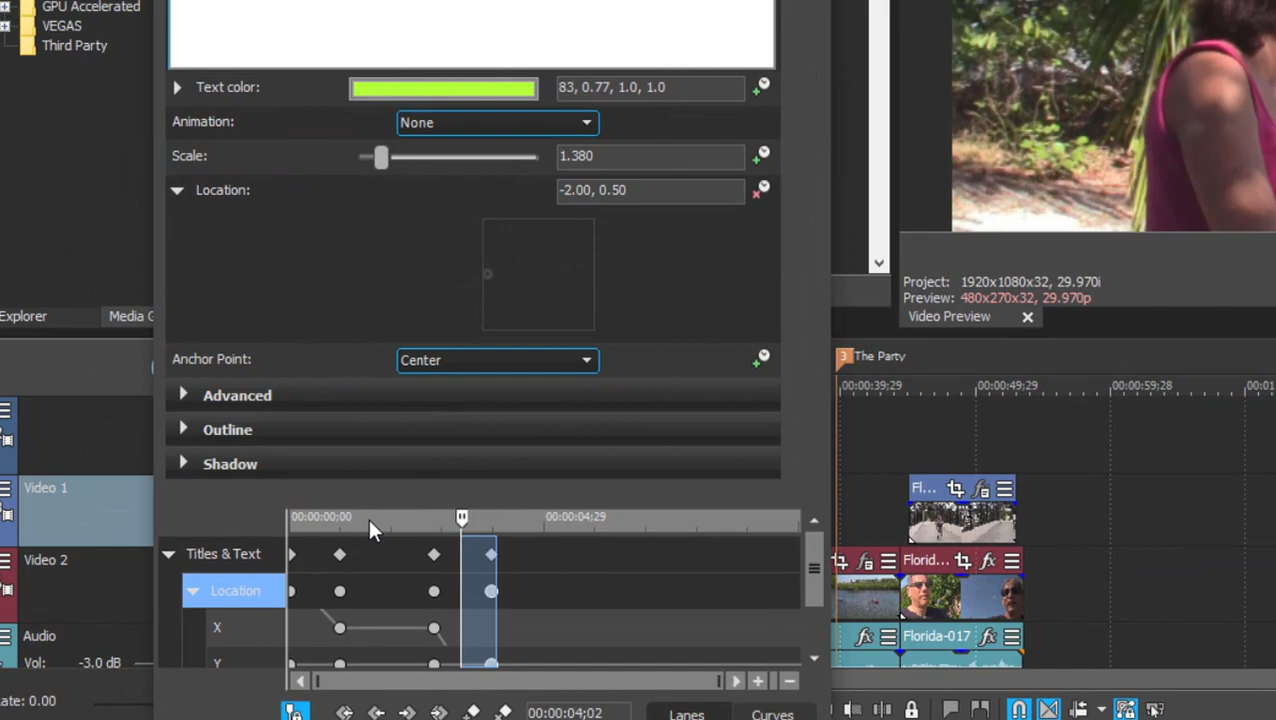 GPU Accelerated
VEGAS
Third Party
Text color: 83, 0.77, 1.0, 1.0
Animation: None
Scale: 1.380
Location: -2.00, 0.50
Anchor Point: Center
Advanced
Outline
Shadow
Explorer
Media G
Project: 1920x1080x32, 29.970i
Preview: 480x270x32, 29.970p
Video Preview
3 The Party
00:00:39:29 00:00:49:29 00:00:59:28 00:01
Video 1
Video 2
Audio
Vol: -3.0 dB
Rate: 0.00
00:00:00:00 00:00:04:29
Titles & Text
Location
X
Y
00:00:04;02
Lanes Curves
Fl...
Florid...
Florida-017